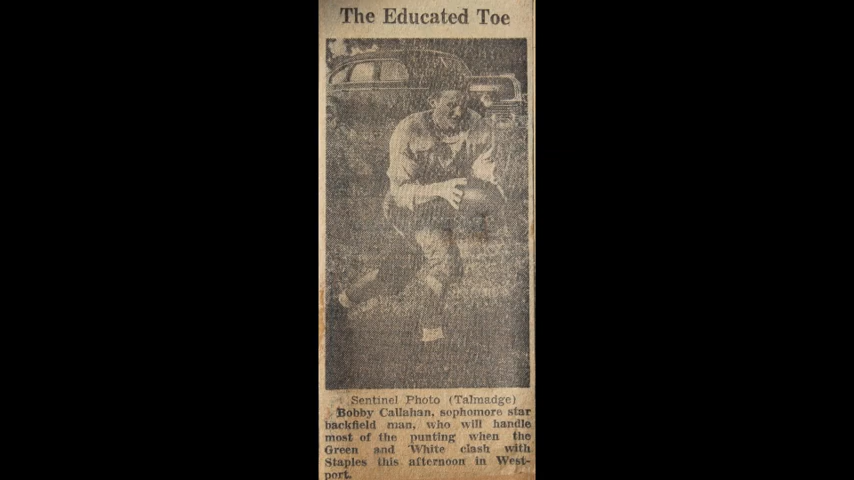 The Educated Toe
Sentinel Photo (Talmadge)
Bobby Callahan, sophomore star
backfield man, who will handle
most of the punting when the
Green and White clash with
Staples this afternoon in West-
port.